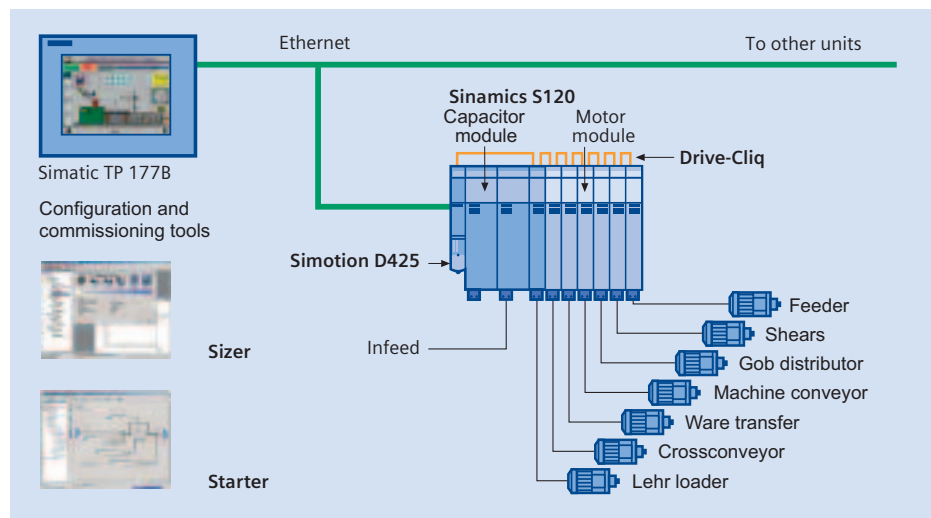 Ethernet
To other units
Sinamics S120
Capacitor
module
Motor
module
Drive-Cliq
Simatic TP 177B
Configuration and
commissioning tools
Simotion D425
Sizer
Infeed
Starter
Feeder
Shears
Gob distributor
Machine conveyor
Ware transfer
Crossconveyor
Lehr loader